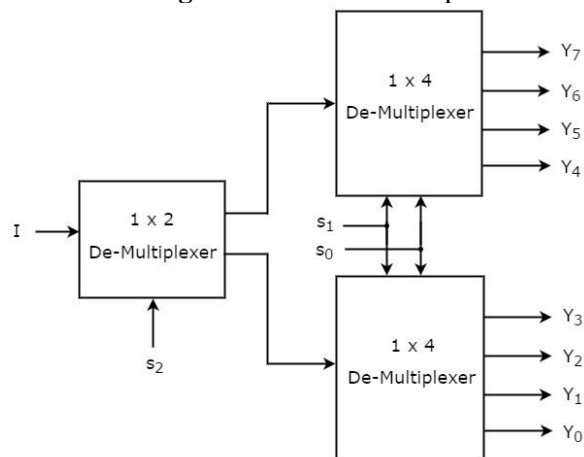 1 x 4
De-Multiplexer
Y7
Y6
Y5
Y4
I
1 x 2
De-Multiplexer
s2
s1
s0
1 x 4
De-Multiplexer
Y3
Y2
Y1
Y0